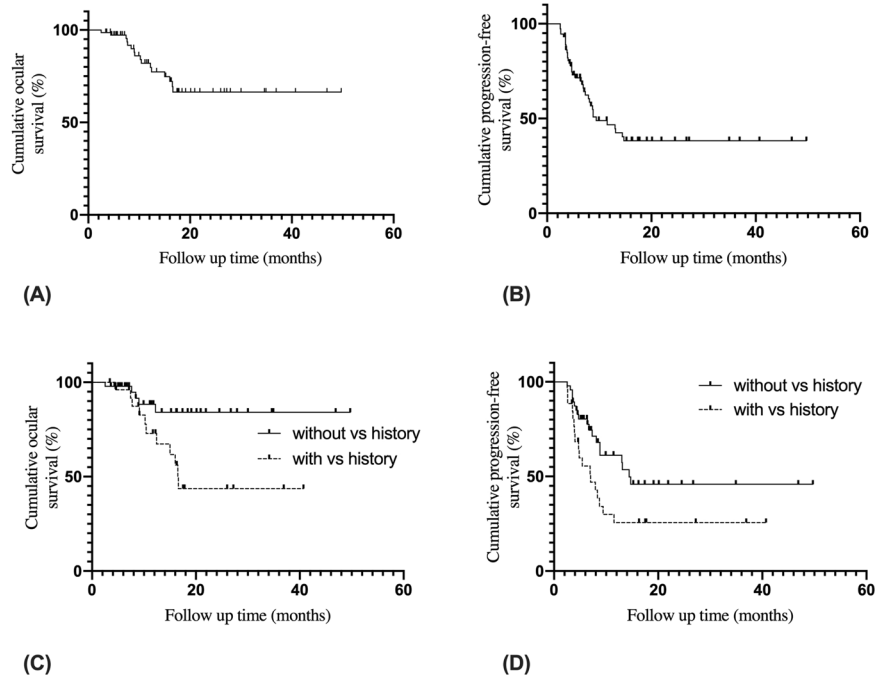 Cumulative ocular
survival (%)
100
50
0
0 20 40 60
Follow up time (months)
(A)
Cumulative progression-free
survival (%)
100
50
0
0 20 40 60
Follow up time (months)
(B)
Cumulative ocular
survival (%)
100
50
0
without vs history
with vs history
0 20 40 60
Follow up time (months)
(C)
Cumulative progression-free
survival (%)
100
50
0
without vs history
with vs history
0 20 40 60
Follow up time (months)
(D)